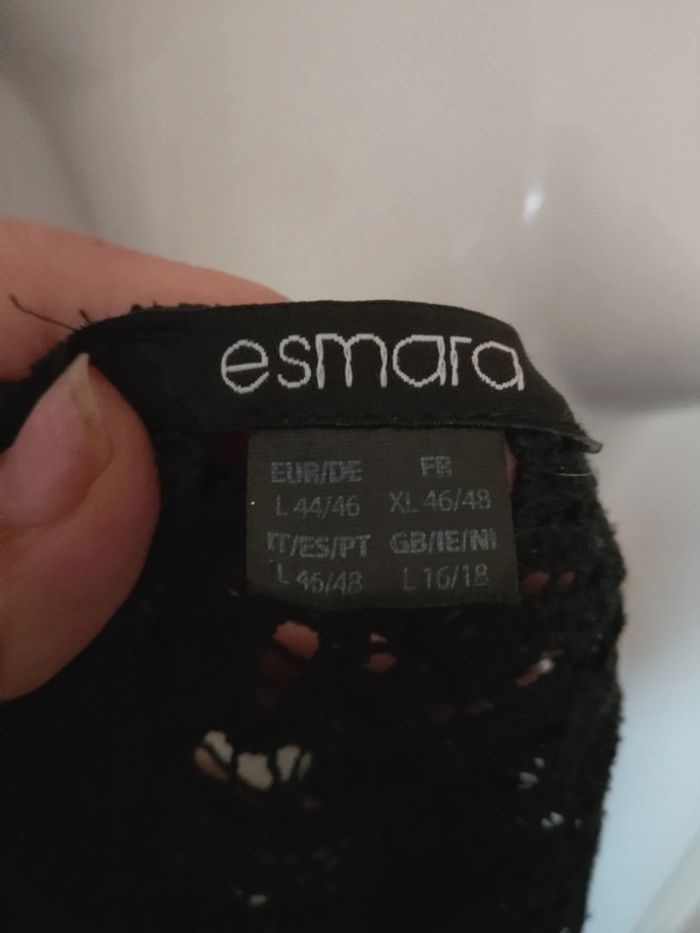 esmara
EUR/DE FR
L 44/46 XL 46/48
IT/ES/PT GB/IE/NI
L 46/48 L 16/18